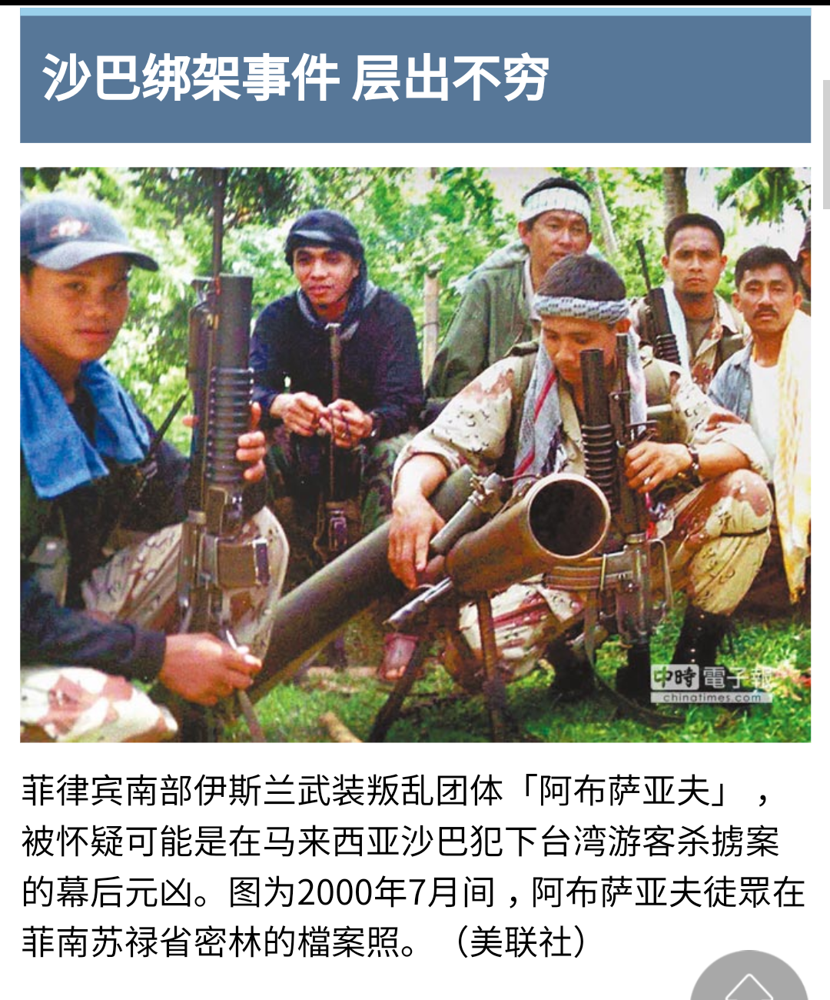 沙巴绑架事件 层出不穷
中時電子報
chinatimes.com
菲律宾南部伊斯兰武装叛乱团体「阿布萨亚夫」，
被怀疑可能是在马来西亚沙巴犯下台湾游客杀掳案
的幕后元凶。图为2000年7月间，阿布萨亚夫徒眾在
菲南苏禄省密林的檔案照。（美联社）